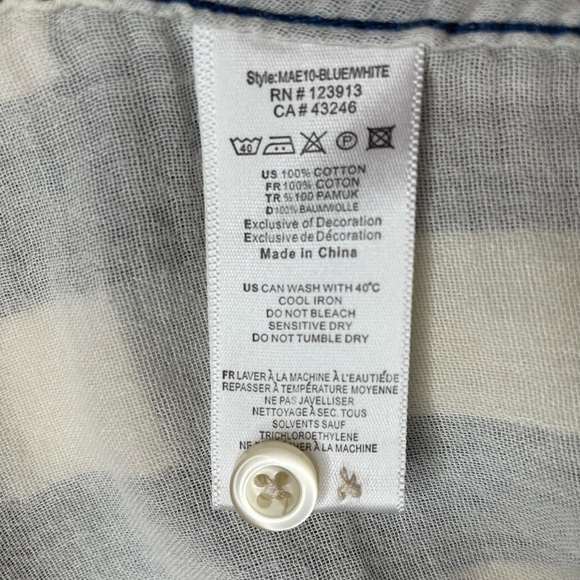 Style:MAE10-BLUE/WHITE
RN # 123913
CA # 43246
40 P
US 100% COTTON
FR 100% COTON
TR % 100 PAMUK
D 100% BAUMWOLLE
Exclusive of Decoration
Exclusive de Décoration
Made in China
US CAN WASH WITH 40°C
COOL IRON
DO NOT BLEACH
SENSITIVE DRY
DO NOT TUMBLE DRY
FR LAVER À LA MACHINE À L'EAUTIÉDE
REPASSER À TEMPÉRATURE MOYENNE
NE PAS JAVELLISER
NETTOYAGE À SEC. TOUS
SOLVENTS SAUF
TRICHLOROETHYLENE
NE LAVER À LA MACHINE